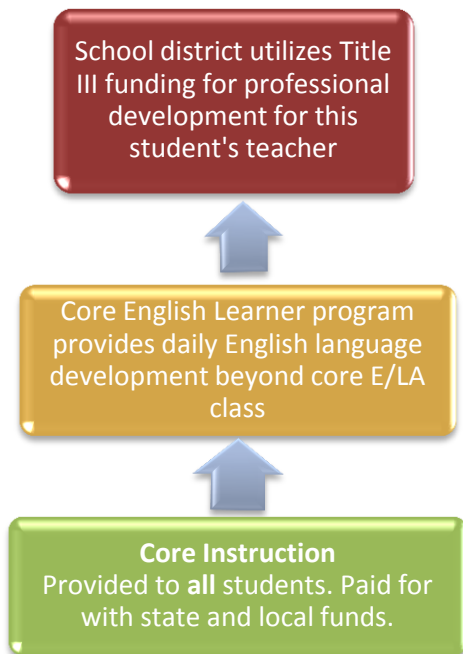 School district utilizes Title
III funding for professional
development for this
student's teacher
Core English Learner program
provides daily English language
development beyond core E/LA
class
Core Instruction
Provided to all students. Paid for
with state and local funds.